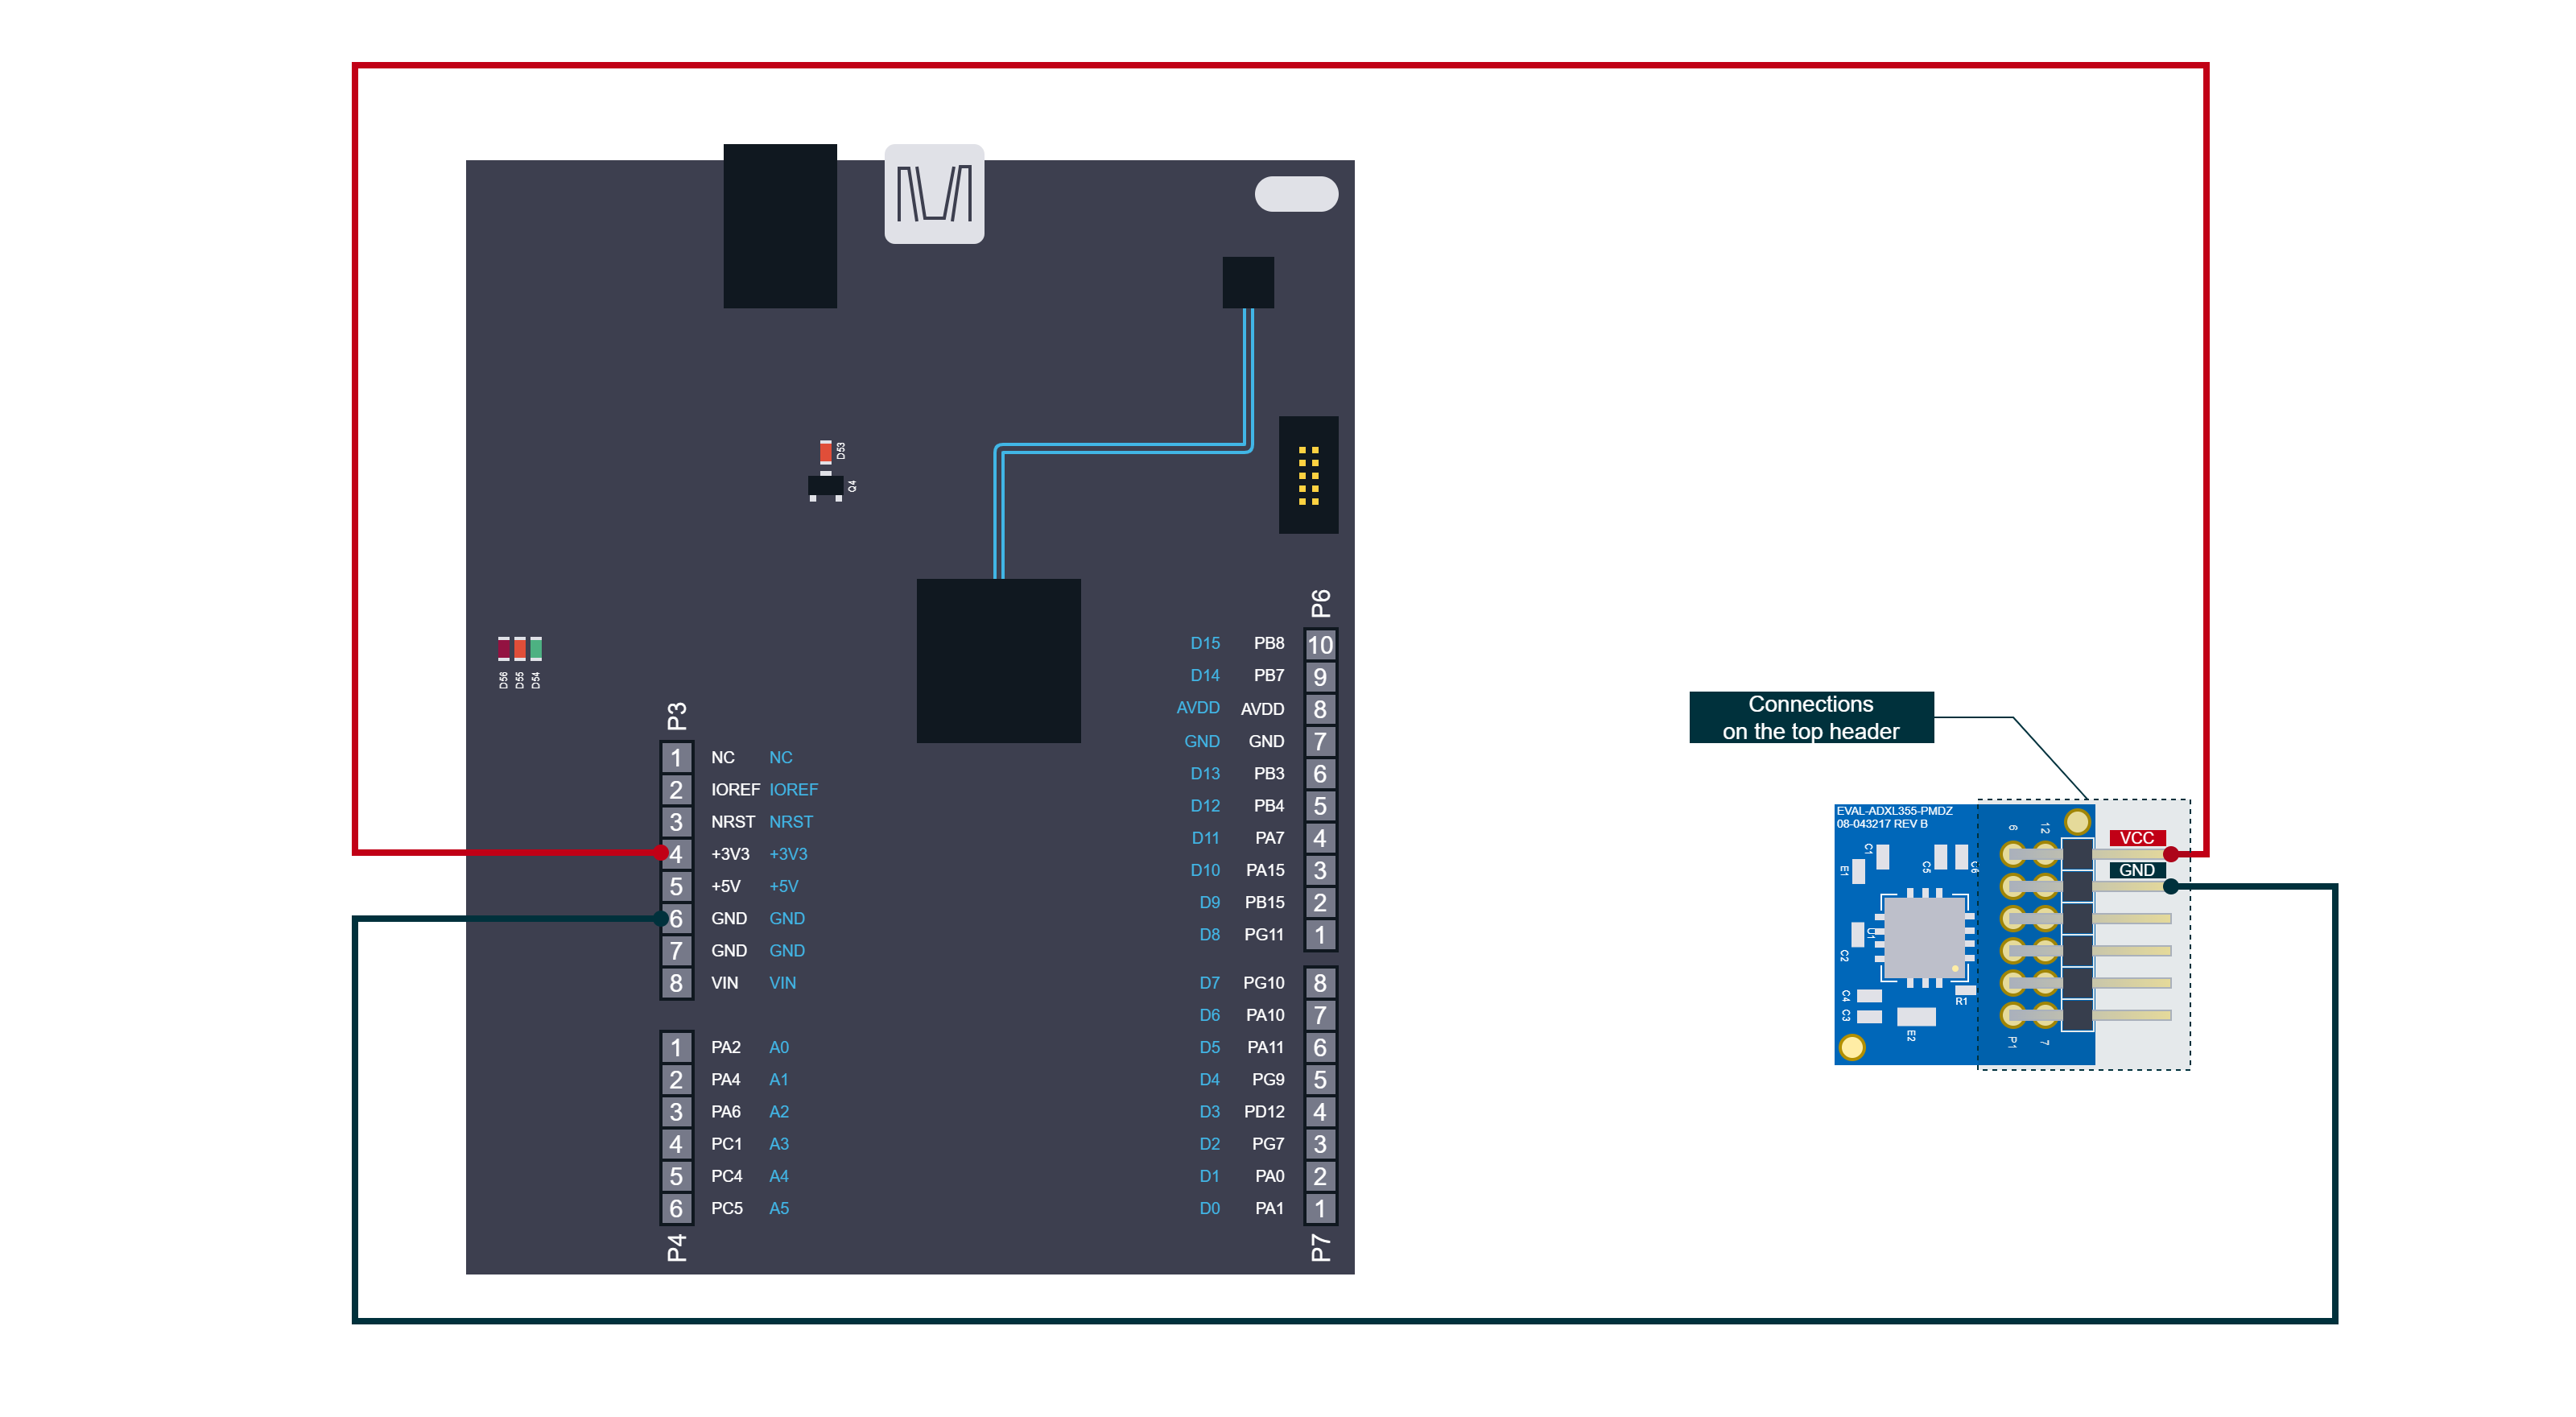 D53
Q4
D56
D55
D54
P3
1 NC NC
2 IOREF IOREF
3 NRST NRST
4 +3V3 +3V3
5 +5V +5V
6 GND GND
7 GND GND
8 VIN VIN
1 PA2 A0
2 PA4 A1
3 PA6 A2
4 PC1 A3
5 PC4 A4
6 PC5 A5
P4
P6
D15 PB8 10
D14 PB7 9
AVDD AVDD 8
GND GND 7
D13 PB3 6
D12 PB4 5
D11 PA7 4
D10 PA15 3
D9 PB15 2
D8 PG11 1
D7 PG10 8
D6 PA10 7
D5 PA11 6
D4 PG9 5
D3 PD12 4
D2 PG7 3
D1 PA0 2
D0 PA1 1
P7
Connections
on the top header
EVAL-ADXL355-PMDZ
08-043217 REV B
6 12
VCC
GND
C1
E1
C5
C6
U1
C2
C4
C3
R1
E2
P1 7